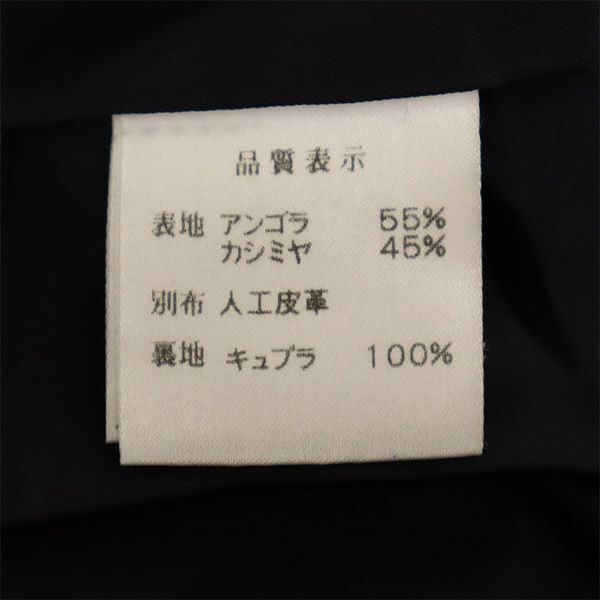 品質表示
表地 アンゴラ 55%
カシミヤ 45%
別布 人工皮革
裏地 キュプラ 100%